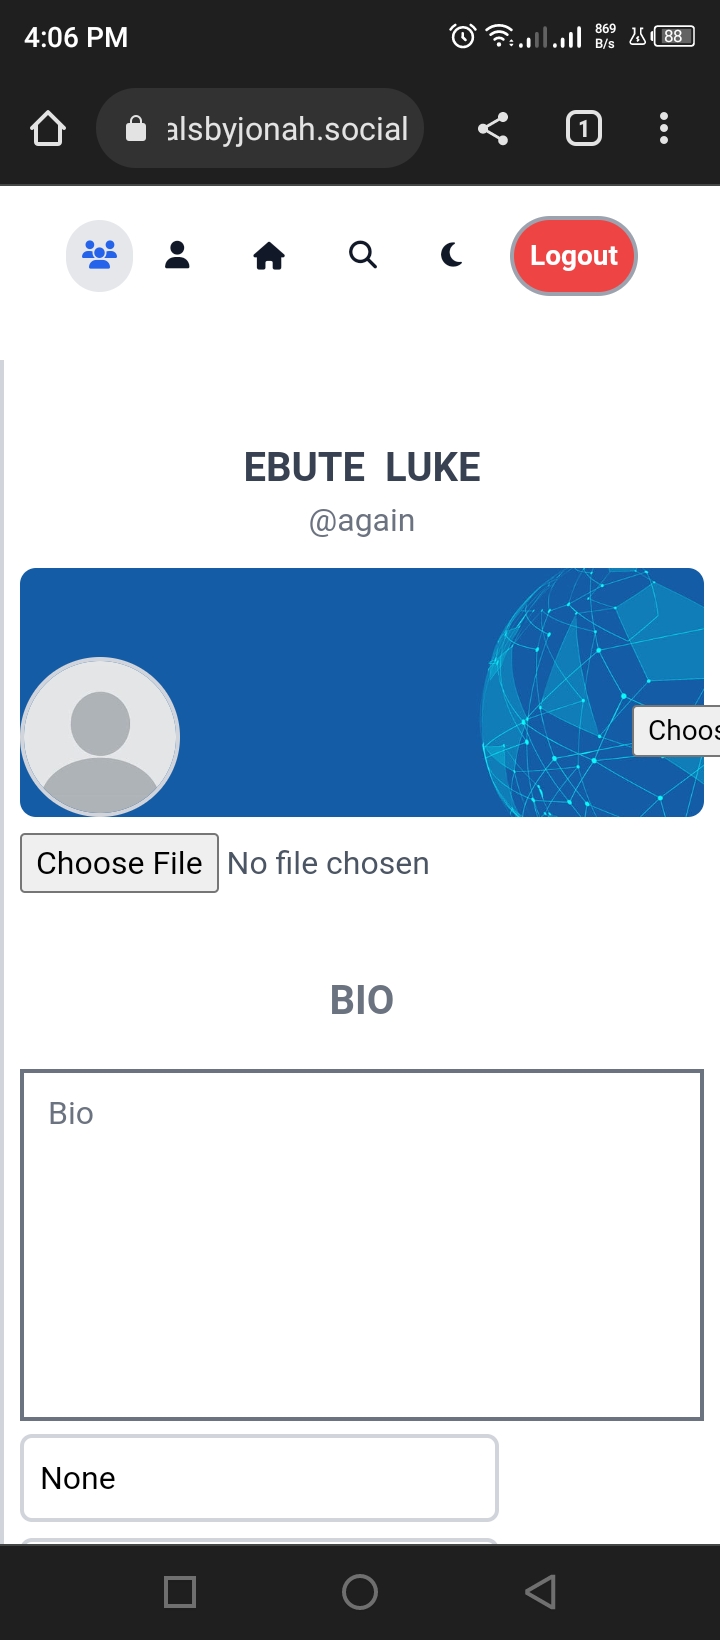 4:06 PM
869
B/s
88
alsbyjonah.social
1
Logout
EBUTE LUKE
@again
Choos
Choose File No file chosen
BIO
Bio
None